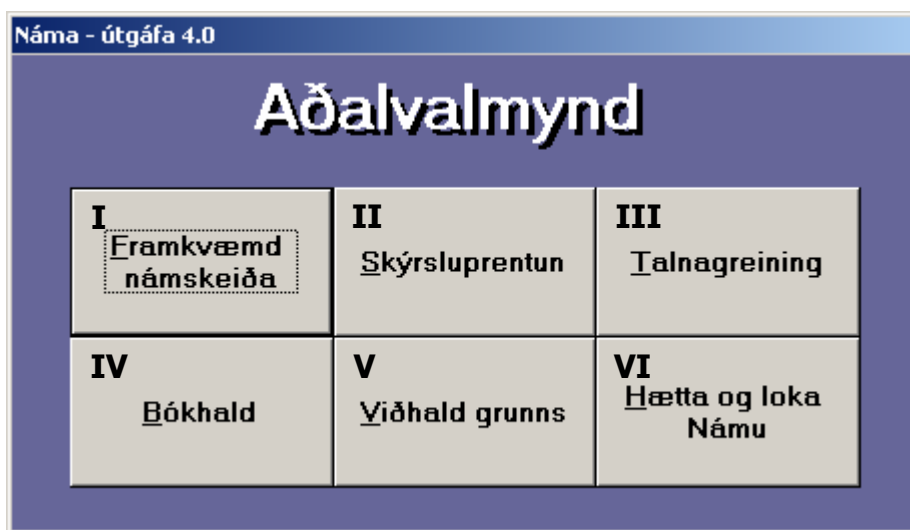 Náma - útgáfa 4.0
Aðalvalmynd
I
Framkvæmd
námskeiða
II
Skýrsluprentun
III
Talnagreining
IV
Bókhald
V
Viðhald grunns
VI
Hætta og loka
Námu